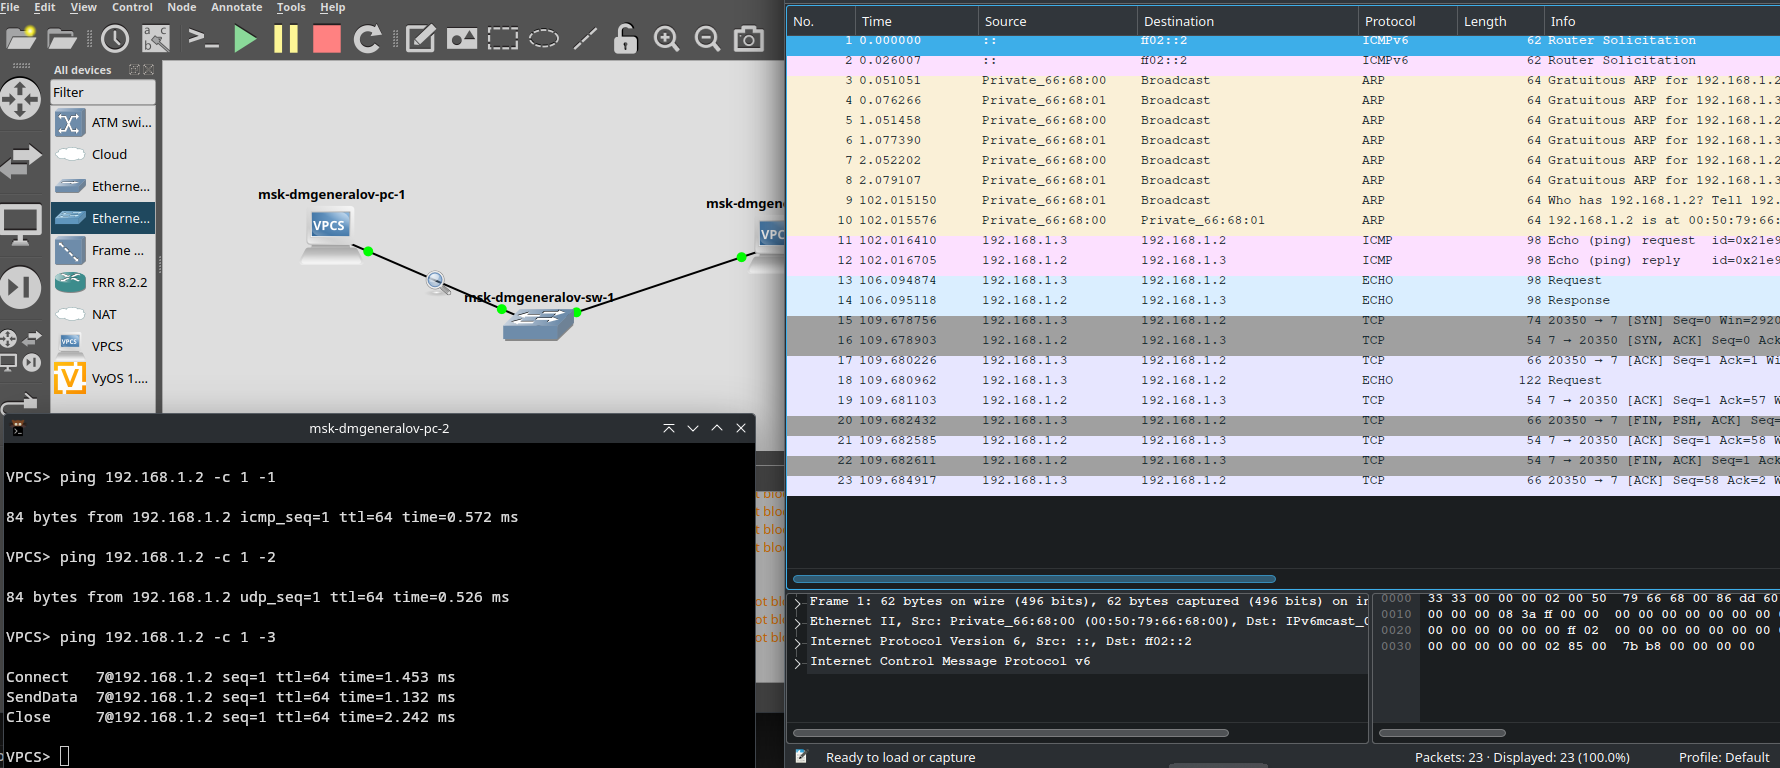 File Edit View Control Node Annotate Tools Help
All devices
Filter
ATM swi...
Cloud
Etherne...
Etherne...
Frame ...
FRR 8.2.2
NAT
VPCS
VyOS 1....
msk-dmgeneralov-pc-1
VPCS
msk-dmgene
VPC
msk-dmgeneralov-sw-1
msk-dmgeneralov-pc-2
VPCS> ping 192.168.1.2 -c 1 -1
84 bytes from 192.168.1.2 icmp_seq=1 ttl=64 time=0.572 ms
VPCS> ping 192.168.1.2 -c 1 -2
84 bytes from 192.168.1.2 udp_seq=1 ttl=64 time=0.526 ms
VPCS> ping 192.168.1.2 -c 1 -3
Connect 7@192.168.1.2 seq=1 ttl=64 time=1.453 ms
SendData 7@192.168.1.2 seq=1 ttl=64 time=1.132 ms
Close 7@192.168.1.2 seq=1 ttl=64 time=2.242 ms
VPCS>
No. Time Source Destination Protocol Length Info
1 0.000000 :: ff02::2 ICMPv6 62 Router Solicitation
2 0.026007 :: ff02::2 ICMPv6 62 Router Solicitation
3 0.051051 Private_66:68:00 Broadcast ARP 64 Gratuitous ARP for 192.168.1.2
4 0.076266 Private_66:68:01 Broadcast ARP 64 Gratuitous ARP for 192.168.1.3
5 1.051458 Private_66:68:00 Broadcast ARP 64 Gratuitous ARP for 192.168.1.2
6 1.077390 Private_66:68:01 Broadcast ARP 64 Gratuitous ARP for 192.168.1.3
7 2.052202 Private_66:68:00 Broadcast ARP 64 Gratuitous ARP for 192.168.1.2
8 2.079107 Private_66:68:01 Broadcast ARP 64 Gratuitous ARP for 192.168.1.3
9 102.015150 Private_66:68:01 Broadcast ARP 64 Who has 192.168.1.2? Tell 192.
10 102.015576 Private_66:68:00 Private_66:68:01 ARP 64 192.168.1.2 is at 00:50:79:66:
11 102.016410 192.168.1.3 192.168.1.2 ICMP 98 Echo (ping) request id=0x21e9
12 102.016705 192.168.1.2 192.168.1.3 ICMP 98 Echo (ping) reply id=0x21e9
13 106.094874 192.168.1.3 192.168.1.2 ECHO 98 Request
14 106.095118 192.168.1.2 192.168.1.3 ECHO 98 Response
15 109.678756 192.168.1.3 192.168.1.2 TCP 74 20350 → 7 [SYN] Seq=0 Win=2920
16 109.678903 192.168.1.2 192.168.1.3 TCP 54 7 → 20350 [SYN, ACK] Seq=0 Ack
17 109.680226 192.168.1.3 192.168.1.2 TCP 66 20350 → 7 [ACK] Seq=1 Ack=1 Wi
18 109.680962 192.168.1.3 192.168.1.2 ECHO 122 Request
19 109.681103 192.168.1.2 192.168.1.3 TCP 54 7 → 20350 [ACK] Seq=1 Ack=57 W
20 109.682432 192.168.1.3 192.168.1.2 TCP 66 20350 → 7 [FIN, PSH, ACK] Seq=
21 109.682585 192.168.1.2 192.168.1.3 TCP 54 7 → 20350 [ACK] Seq=1 Ack=58 W
22 109.682611 192.168.1.2 192.168.1.3 TCP 54 7 → 20350 [FIN, ACK] Seq=1 Ack
23 109.684917 192.168.1.3 192.168.1.2 TCP 66 20350 → 7 [ACK] Seq=58 Ack=2 W
Frame 1: 62 bytes on wire (496 bits), 62 bytes captured (496 bits) on in
Ethernet II, Src: Private_66:68:00 (00:50:79:66:68:00), Dst: IPv6mcast_0
Internet Protocol Version 6, Src: ::, Dst: ff02::2
Internet Control Message Protocol v6
0000 33 33 00 00 00 02 00 50 79 66 68 00 86 dd 60
0010 00 00 00 08 3a ff 00 00 00 00 00 00 00 00 00
0020 00 00 00 00 00 00 ff 02 00 00 00 00 00 00 00
0030 00 00 00 00 00 02 85 00 7b b8 00 00 00 00
Ready to load or capture
Packets: 23 · Displayed: 23 (100.0%)
Profile: Default